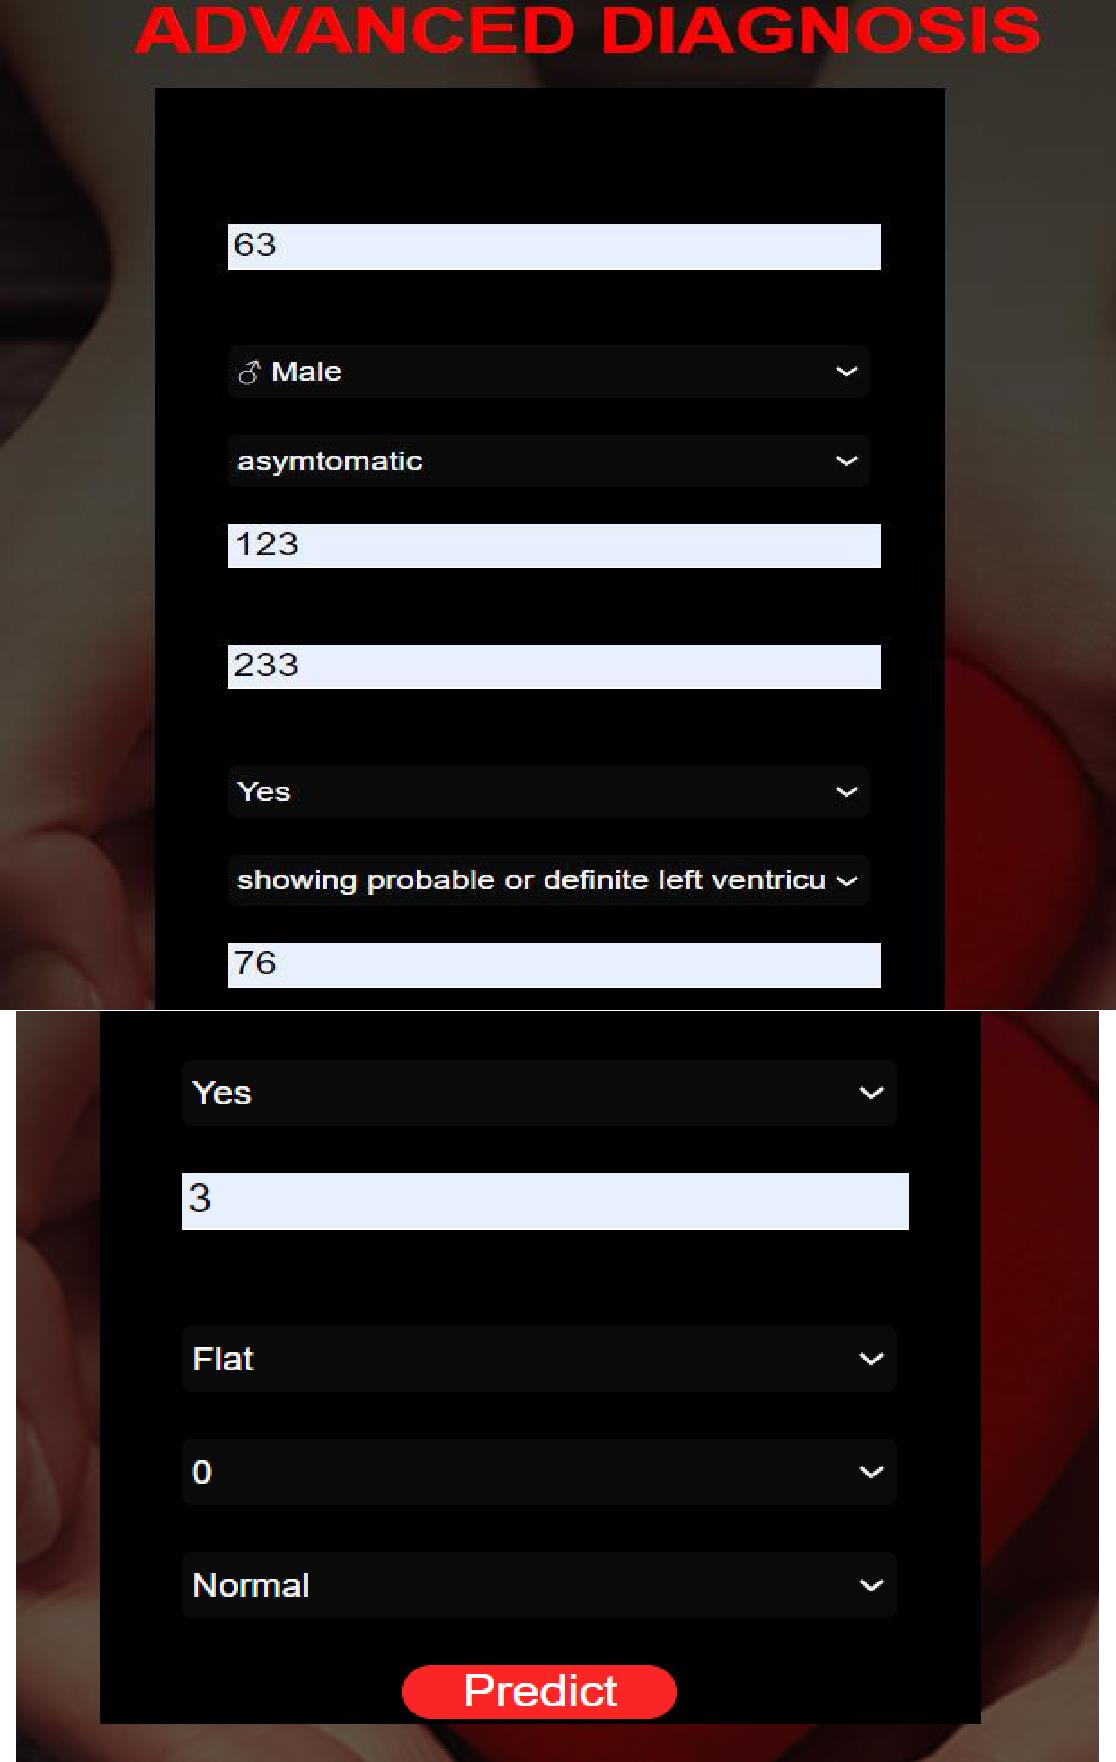 ADVANCED DIAGNOSIS
63
♂ Male
asymtomatic
123
233
Yes
showing probable or definite left ventricu
76
Yes
3
Flat
0
Normal
Predict